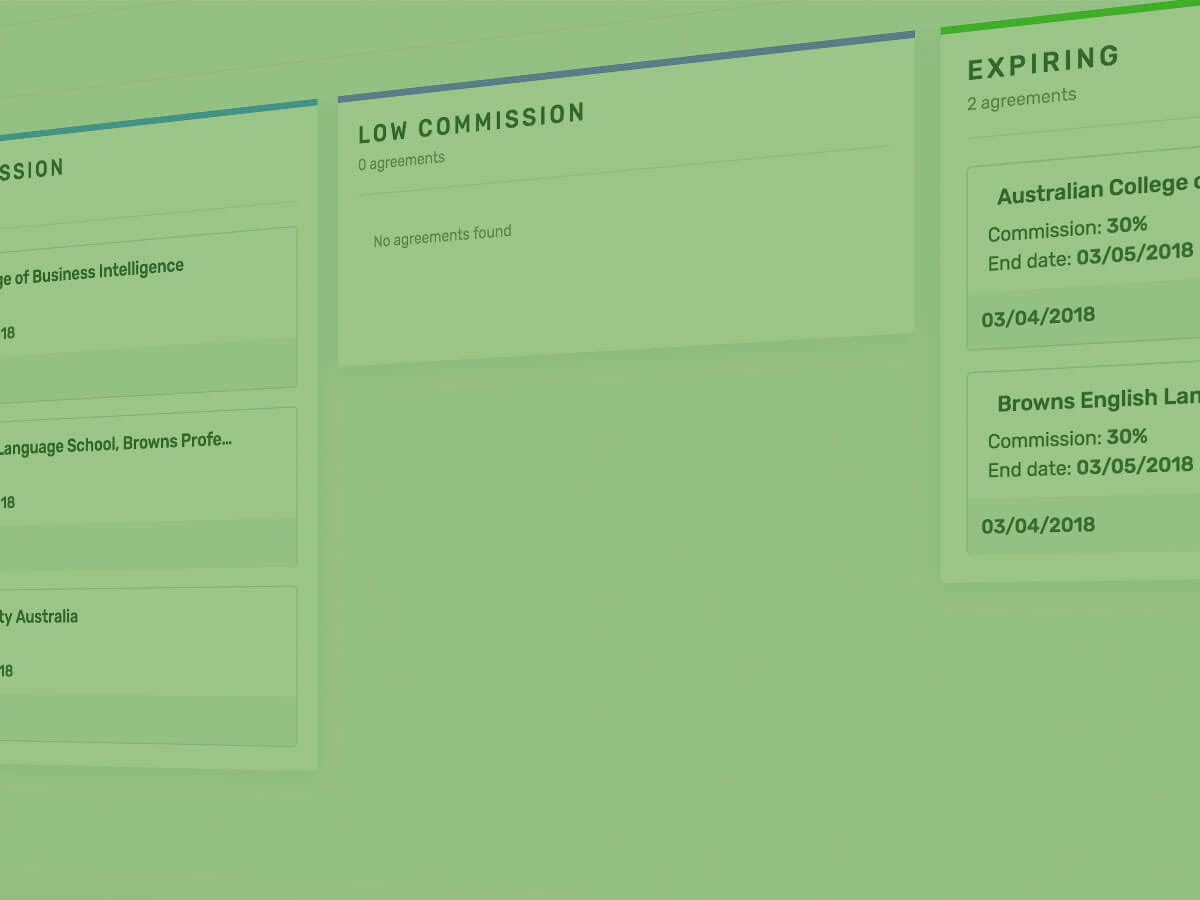 SSION
ge of Business Intelligence
18
Language School, Browns Profe...
18
ty Australia
18
LOW COMMISSION
0 agreements
No agreements found
EXPIRING
2 agreements
Australian College
Commission: 30%
End date: 03/05/2018
03/04/2018
Browns English Lan
Commission: 30%
End date: 03/05/2018
03/04/2018